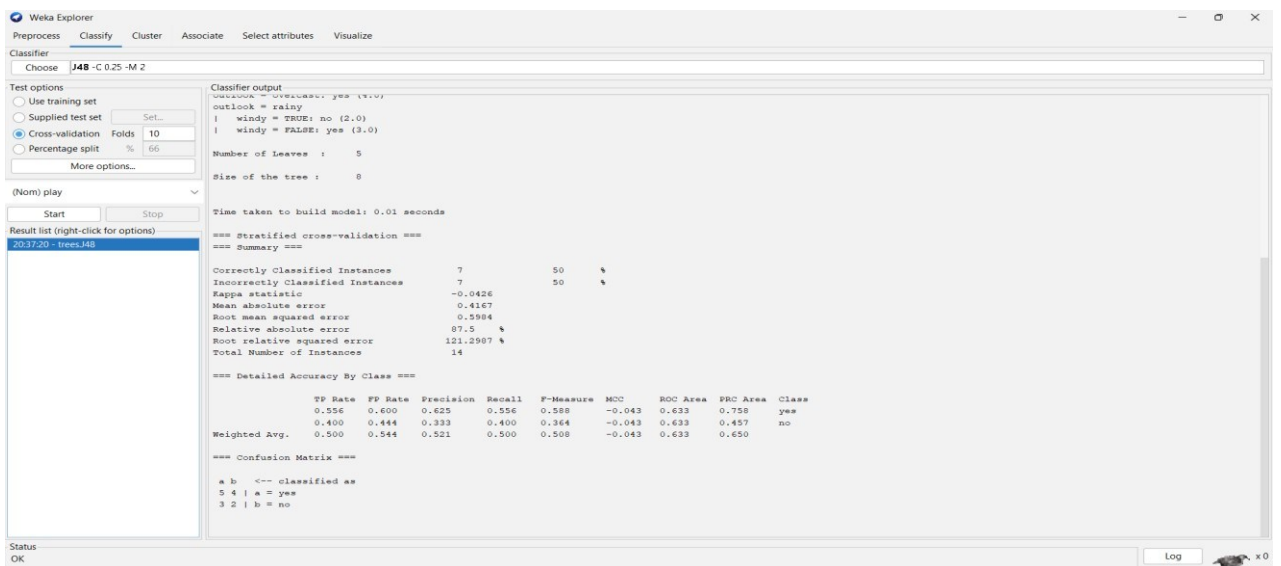 Weka Explorer
Preprocess Classify Cluster Associate Select attributes Visualize
Classifier
Choose J48 -C 0.25 -M 2
Test options
Use training set
Supplied test set Set...
Cross-validation Folds 10
Percentage split % 66
More options...
(Nom) play
Start Stop
Result list (right-click for options)
20:37:20 - trees.J48
Classifier output
outlook = overcast: yes (4.0)
outlook = rainy
| windy = TRUE: no (2.0)
| windy = FALSE: yes (3.0)
Number of Leaves : 5
Size of the tree : 8
Time taken to build model: 0.01 seconds
=== Stratified cross-validation ===
=== Summary ===
Correctly Classified Instances 7 50 %
Incorrectly Classified Instances 7 50 %
Kappa statistic -0.0426
Mean absolute error 0.4167
Root mean squared error 0.5984
Relative absolute error 87.5 %
Root relative squared error 121.2987 %
Total Number of Instances 14
=== Detailed Accuracy By Class ===
TP Rate FP Rate Precision Recall F-Measure MCC ROC Area PRC Area Class
0.556 0.600 0.625 0.556 0.588 -0.043 0.633 0.758 yes
0.400 0.444 0.333 0.400 0.364 -0.043 0.633 0.457 no
Weighted Avg. 0.500 0.544 0.521 0.500 0.508 -0.043 0.633 0.650
=== Confusion Matrix ===
a b <-- classified as
5 4 | a = yes
3 2 | b = no
Status
OK
Log x 0